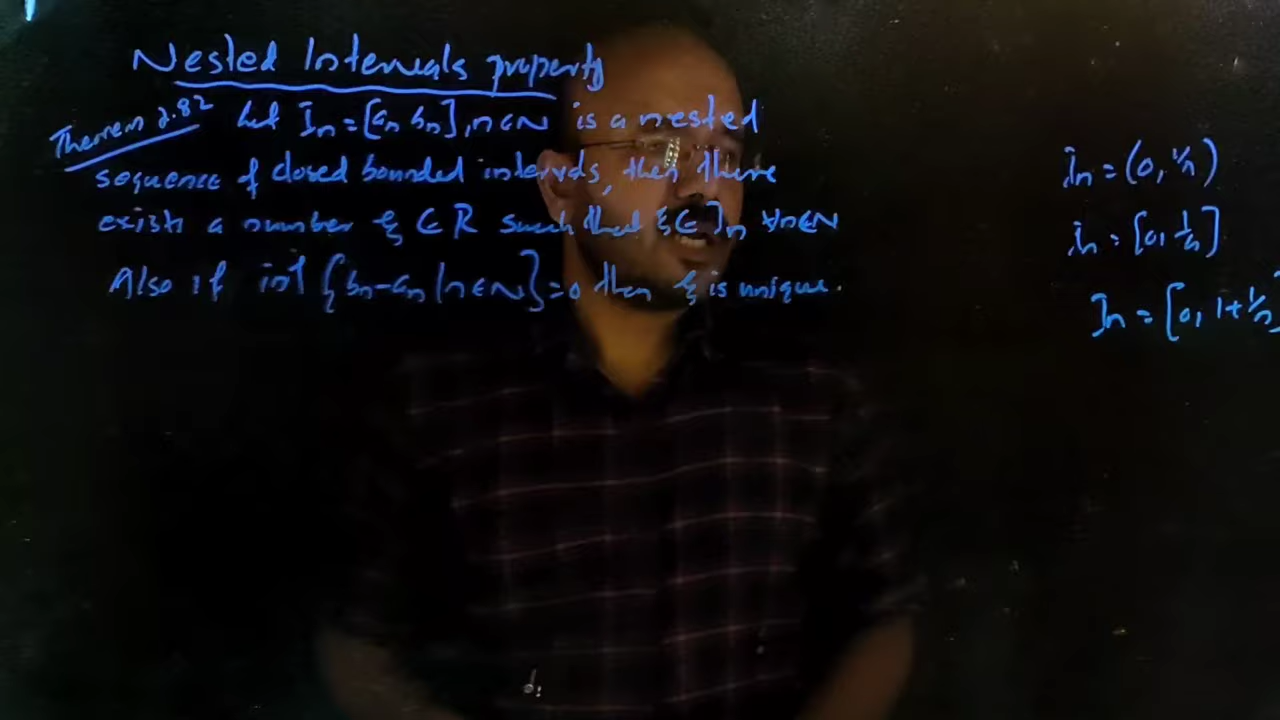 Nested Intervals property
Theorem 2.82 Let In = [an bn], n∈N is a nested
sequence of closed bounded intervals, then there
exists a number ξ ∈ R such that ξ ∈ In ∀n∈N
Also if inf {bn-an | n∈N} = 0 then ξ is unique.
In = (0, 1/n)
In = [0, 1/n]
In = [0, 1+1/n]